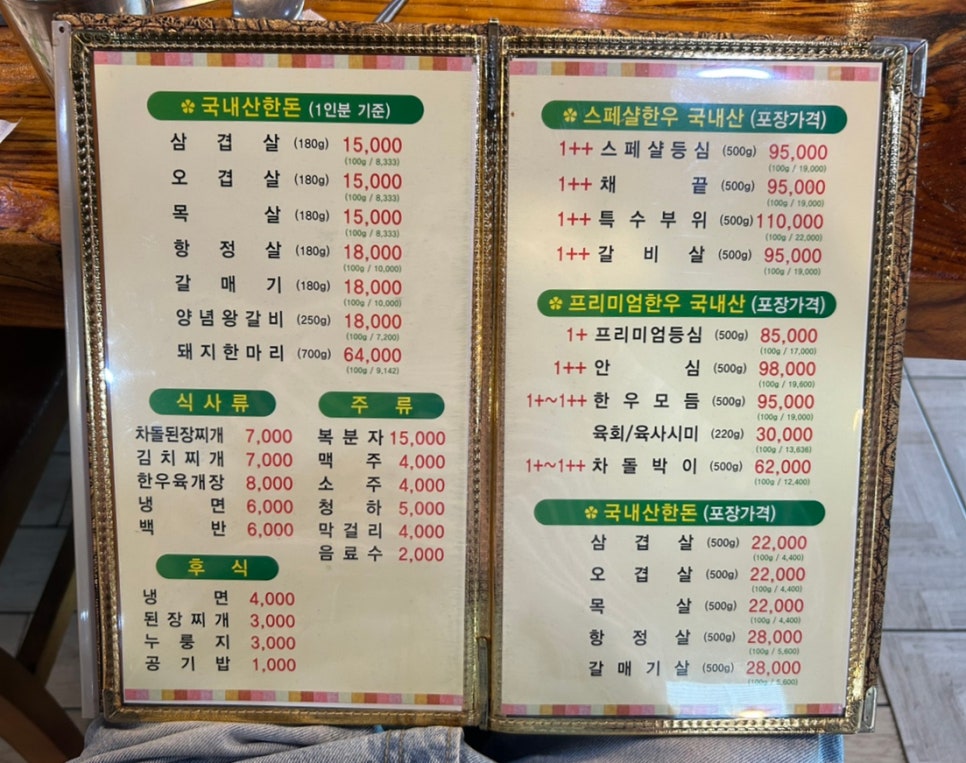 국내산한돈 (1인분 기준)
삼겹살 (180g) 15,000
(100g / 8,333)
오겹살 (180g) 15,000
(100g / 8,333)
목살 (180g) 15,000
(100g / 8,333)
항정살 (180g) 18,000
(100g / 10,000)
갈매기 (180g) 18,000
(100g / 10,000)
양념왕갈비 (250g) 18,000
(100g / 7,200)
돼지한마리 (700g) 64,000
(100g / 9,142)
식사류
차돌된장찌개 7,000
김치찌개 7,000
한우육개장 8,000
냉면 6,000
백반 6,000
후식
냉면 4,000
된장찌개 3,000
누룽지 3,000
공기밥 1,000
주류
복분자 15,000
맥주 4,000
소주 4,000
청하 5,000
막걸리 4,000
음료수 2,000
스페샬한우 국내산 (포장가격)
1++ 스페샬등심 (500g) 95,000
(100g / 19,000)
1++ 채끝 (500g) 95,000
(100g / 19,000)
1++ 특수부위 (500g) 110,000
(100g / 22,000)
1++ 갈비살 (500g) 95,000
(100g / 19,000)
프리미엄한우 국내산 (포장가격)
1+ 프리미엄등심 (500g) 85,000
(100g / 17,000)
1++ 안심 (500g) 98,000
(100g / 19,600)
1+~1++ 한우모듬 (500g) 95,000
(100g / 19,000)
육회/육사시미 (220g) 30,000
(100g / 13,636)
1+~1++ 차돌박이 (500g) 62,000
(100g / 12,400)
국내산한돈 (포장가격)
삼겹살 (500g) 22,000
(100g / 4,400)
오겹살 (500g) 22,000
(100g / 4,400)
목살 (500g) 22,000
(100g / 4,400)
항정살 (500g) 28,000
(100g / 5,600)
갈매기살 (500g) 28,000
(100g / 5,600)